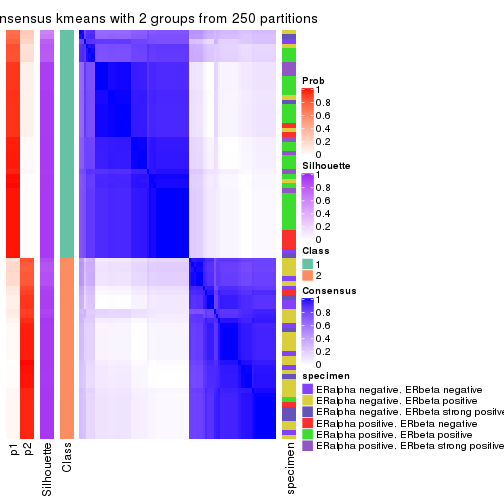 nsensus kmeans with 2 groups from 250 partitions
Prob
1
0.8
0.6
0.4
0.2
0
Silhouette
1
0.8
0.6
0.4
0.2
0
Class
1
2
Consensus
1
0.8
0.6
0.4
0.2
0
specimen
ERalpha negative. ERbeta negative
ERalpha negative. ERbeta positive
ERalpha negative. ERbeta strong positive
ERalpha positive. ERbeta negative
ERalpha positive. ERbeta positive
ERalpha positive. ERbeta strong positive
p1
p2
Silhouette
Class
specimen